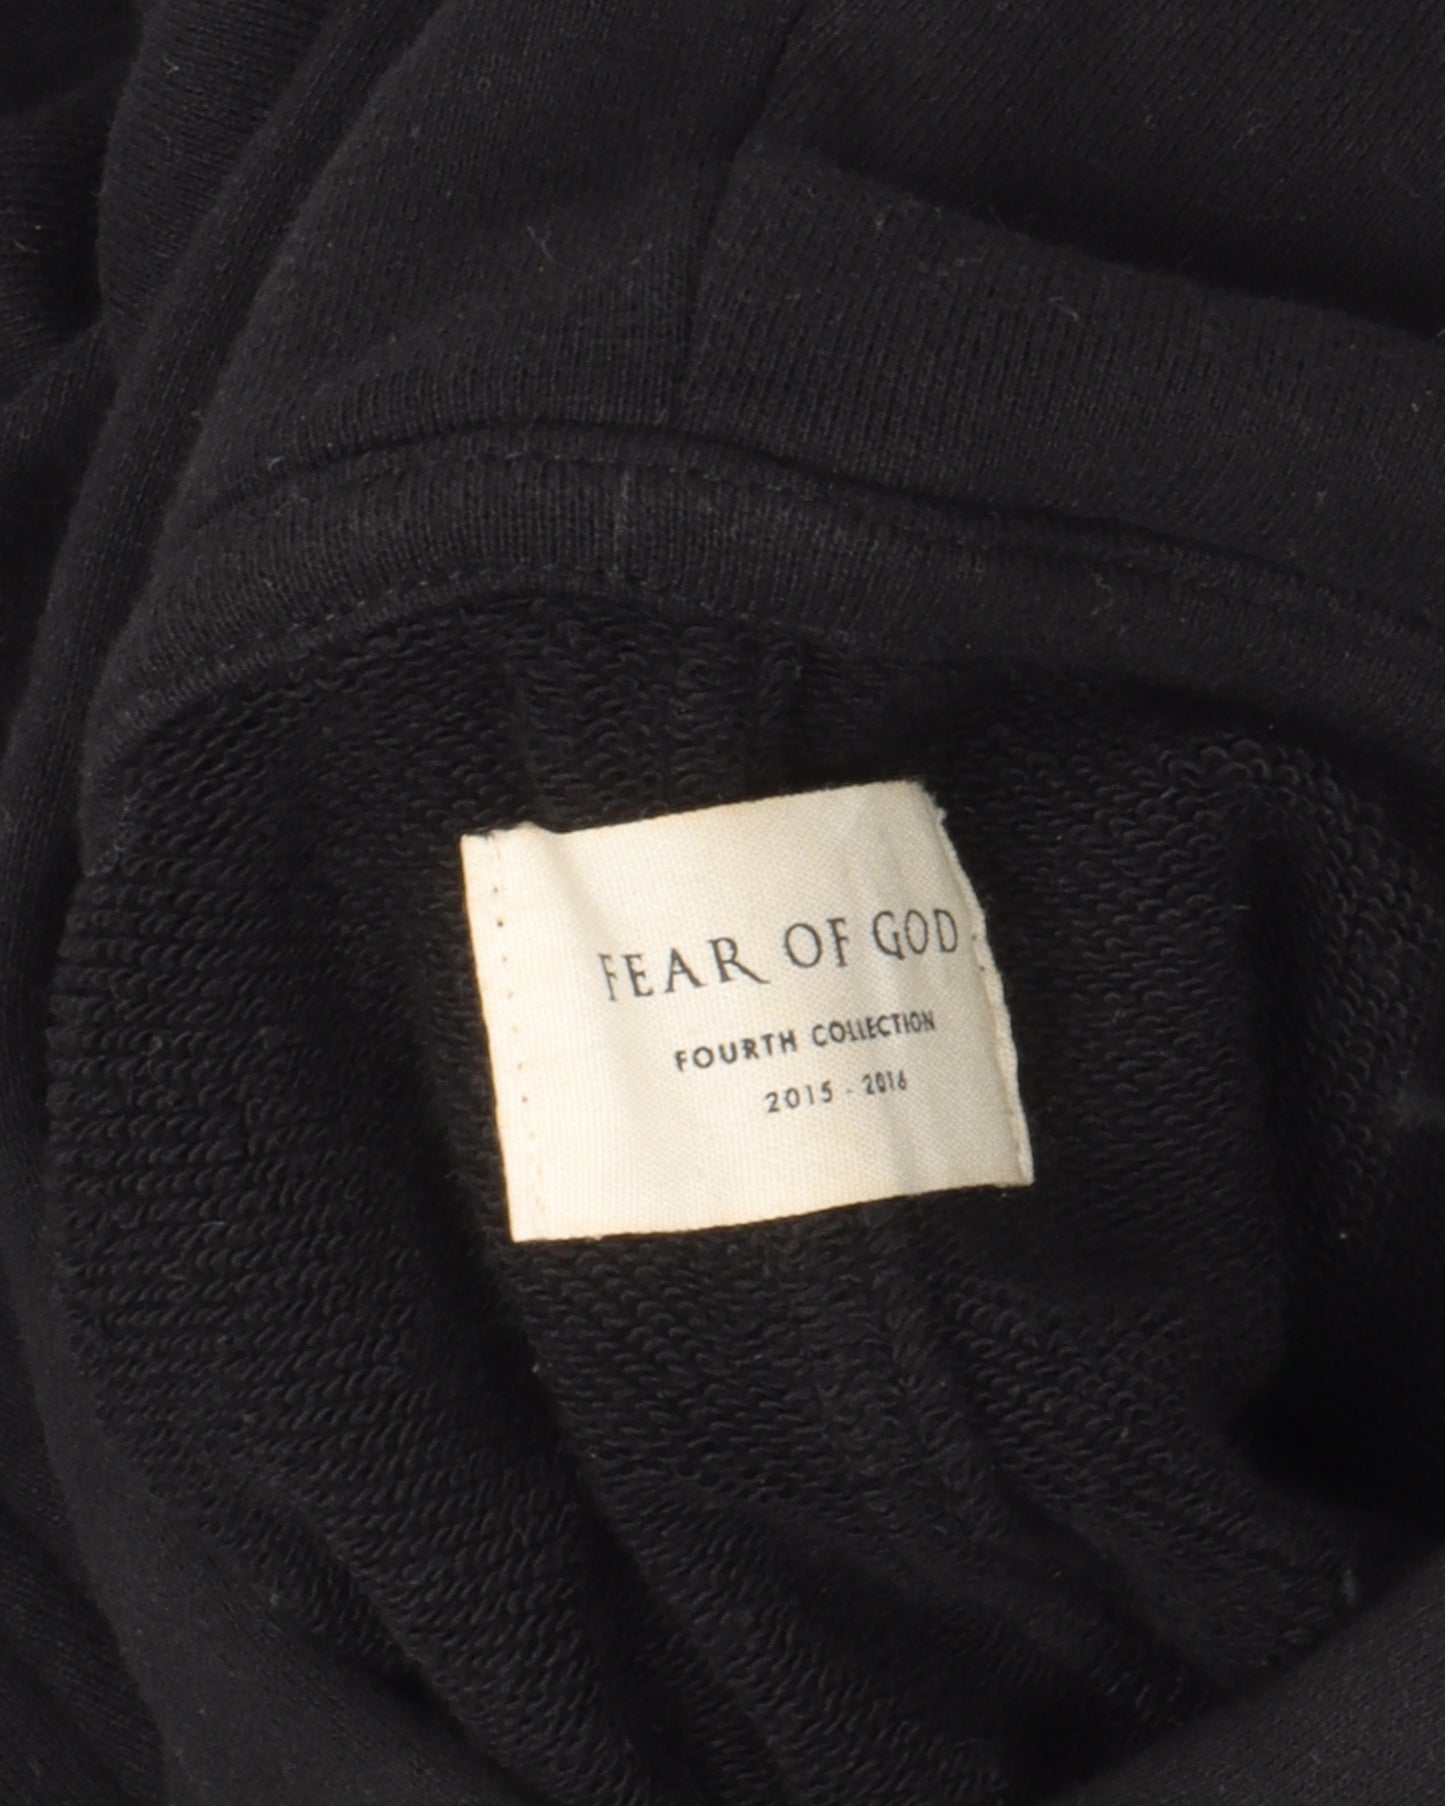 FEAR OF GOD
FOURTH COLLECTION
2015 - 2016